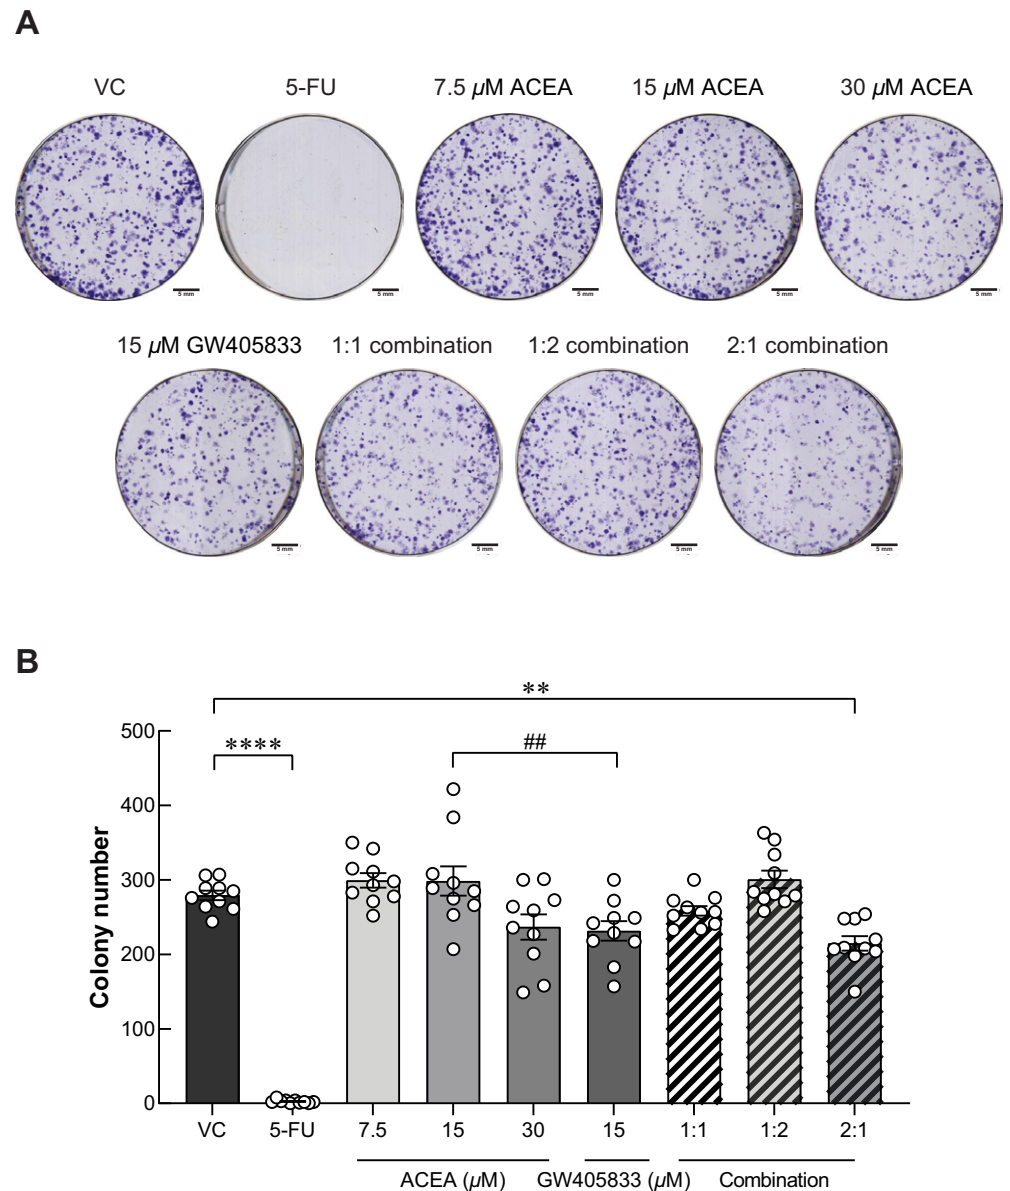 A
VC 5-FU 7.5 µM ACEA 15 µM ACEA 30 µM ACEA
5 mm 5 mm 5 mm 5 mm 5 mm
15 µM GW405833 1:1 combination 1:2 combination 2:1 combination
5 mm 5 mm 5 mm 5 mm
B
**
500
**** ##
400
300
200
100
0
Colony number
VC 5-FU 7.5 15 30 15 1:1 1:2 2:1
ACEA (µM) GW405833 (µM) Combination